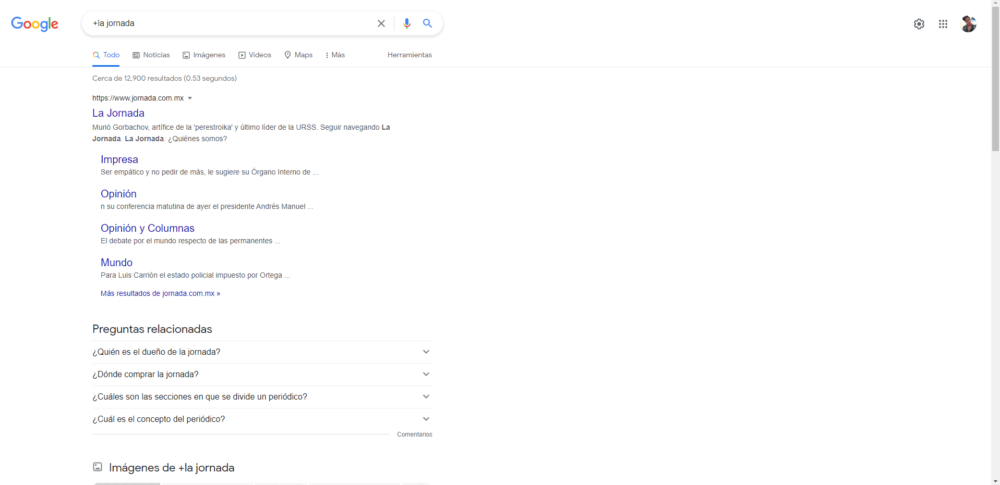 Google
+la jornada
Todo
Noticias
Imágenes
Videos
Maps
Más
Herramientas
Cerca de 12,900 resultados (0.53 segundos)
https://www.jornada.com.mx
La Jornada
Murió Gorbachov, artífice de la 'perestroika' y último líder de la URSS. Seguir navegando La
Jornada. La Jornada. ¿Quiénes somos?
Impresa
Ser empático y no pedir de más, le sugiere su Órgano Interno de ...
Opinión
n su conferencia matutina de ayer el presidente Andrés Manuel ...
Opinión y Columnas
El debate por el mundo respecto de las permanentes ...
Mundo
Para Luis Carrión el estado policial impuesto por Ortega ...
Más resultados de jornada.com.mx »
Preguntas relacionadas
¿Quién es el dueño de la jornada?
¿Dónde comprar la jornada?
¿Cuáles son las secciones en que se divide un periódico?
¿Cuál es el concepto del periódico?
Comentarios
Imágenes de +la jornada